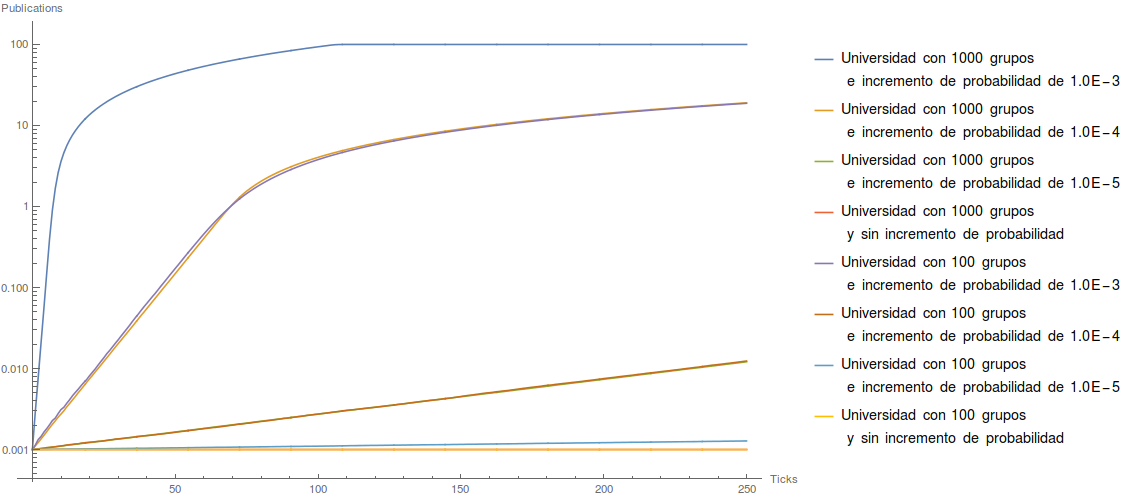 Publications
100
10
1
0.100
0.010
0.001
50
100
150
200
250
Ticks
Universidad con 1000 grupos
e incremento de probabilidad de 1.0E−3
Universidad con 1000 grupos
e incremento de probabilidad de 1.0E−4
Universidad con 1000 grupos
e incremento de probabilidad de 1.0E−5
Universidad con 1000 grupos
y sin incremento de probabilidad
Universidad con 100 grupos
e incremento de probabilidad de 1.0E−3
Universidad con 100 grupos
e incremento de probabilidad de 1.0E−4
Universidad con 100 grupos
e incremento de probabilidad de 1.0E−5
Universidad con 100 grupos
y sin incremento de probabilidad